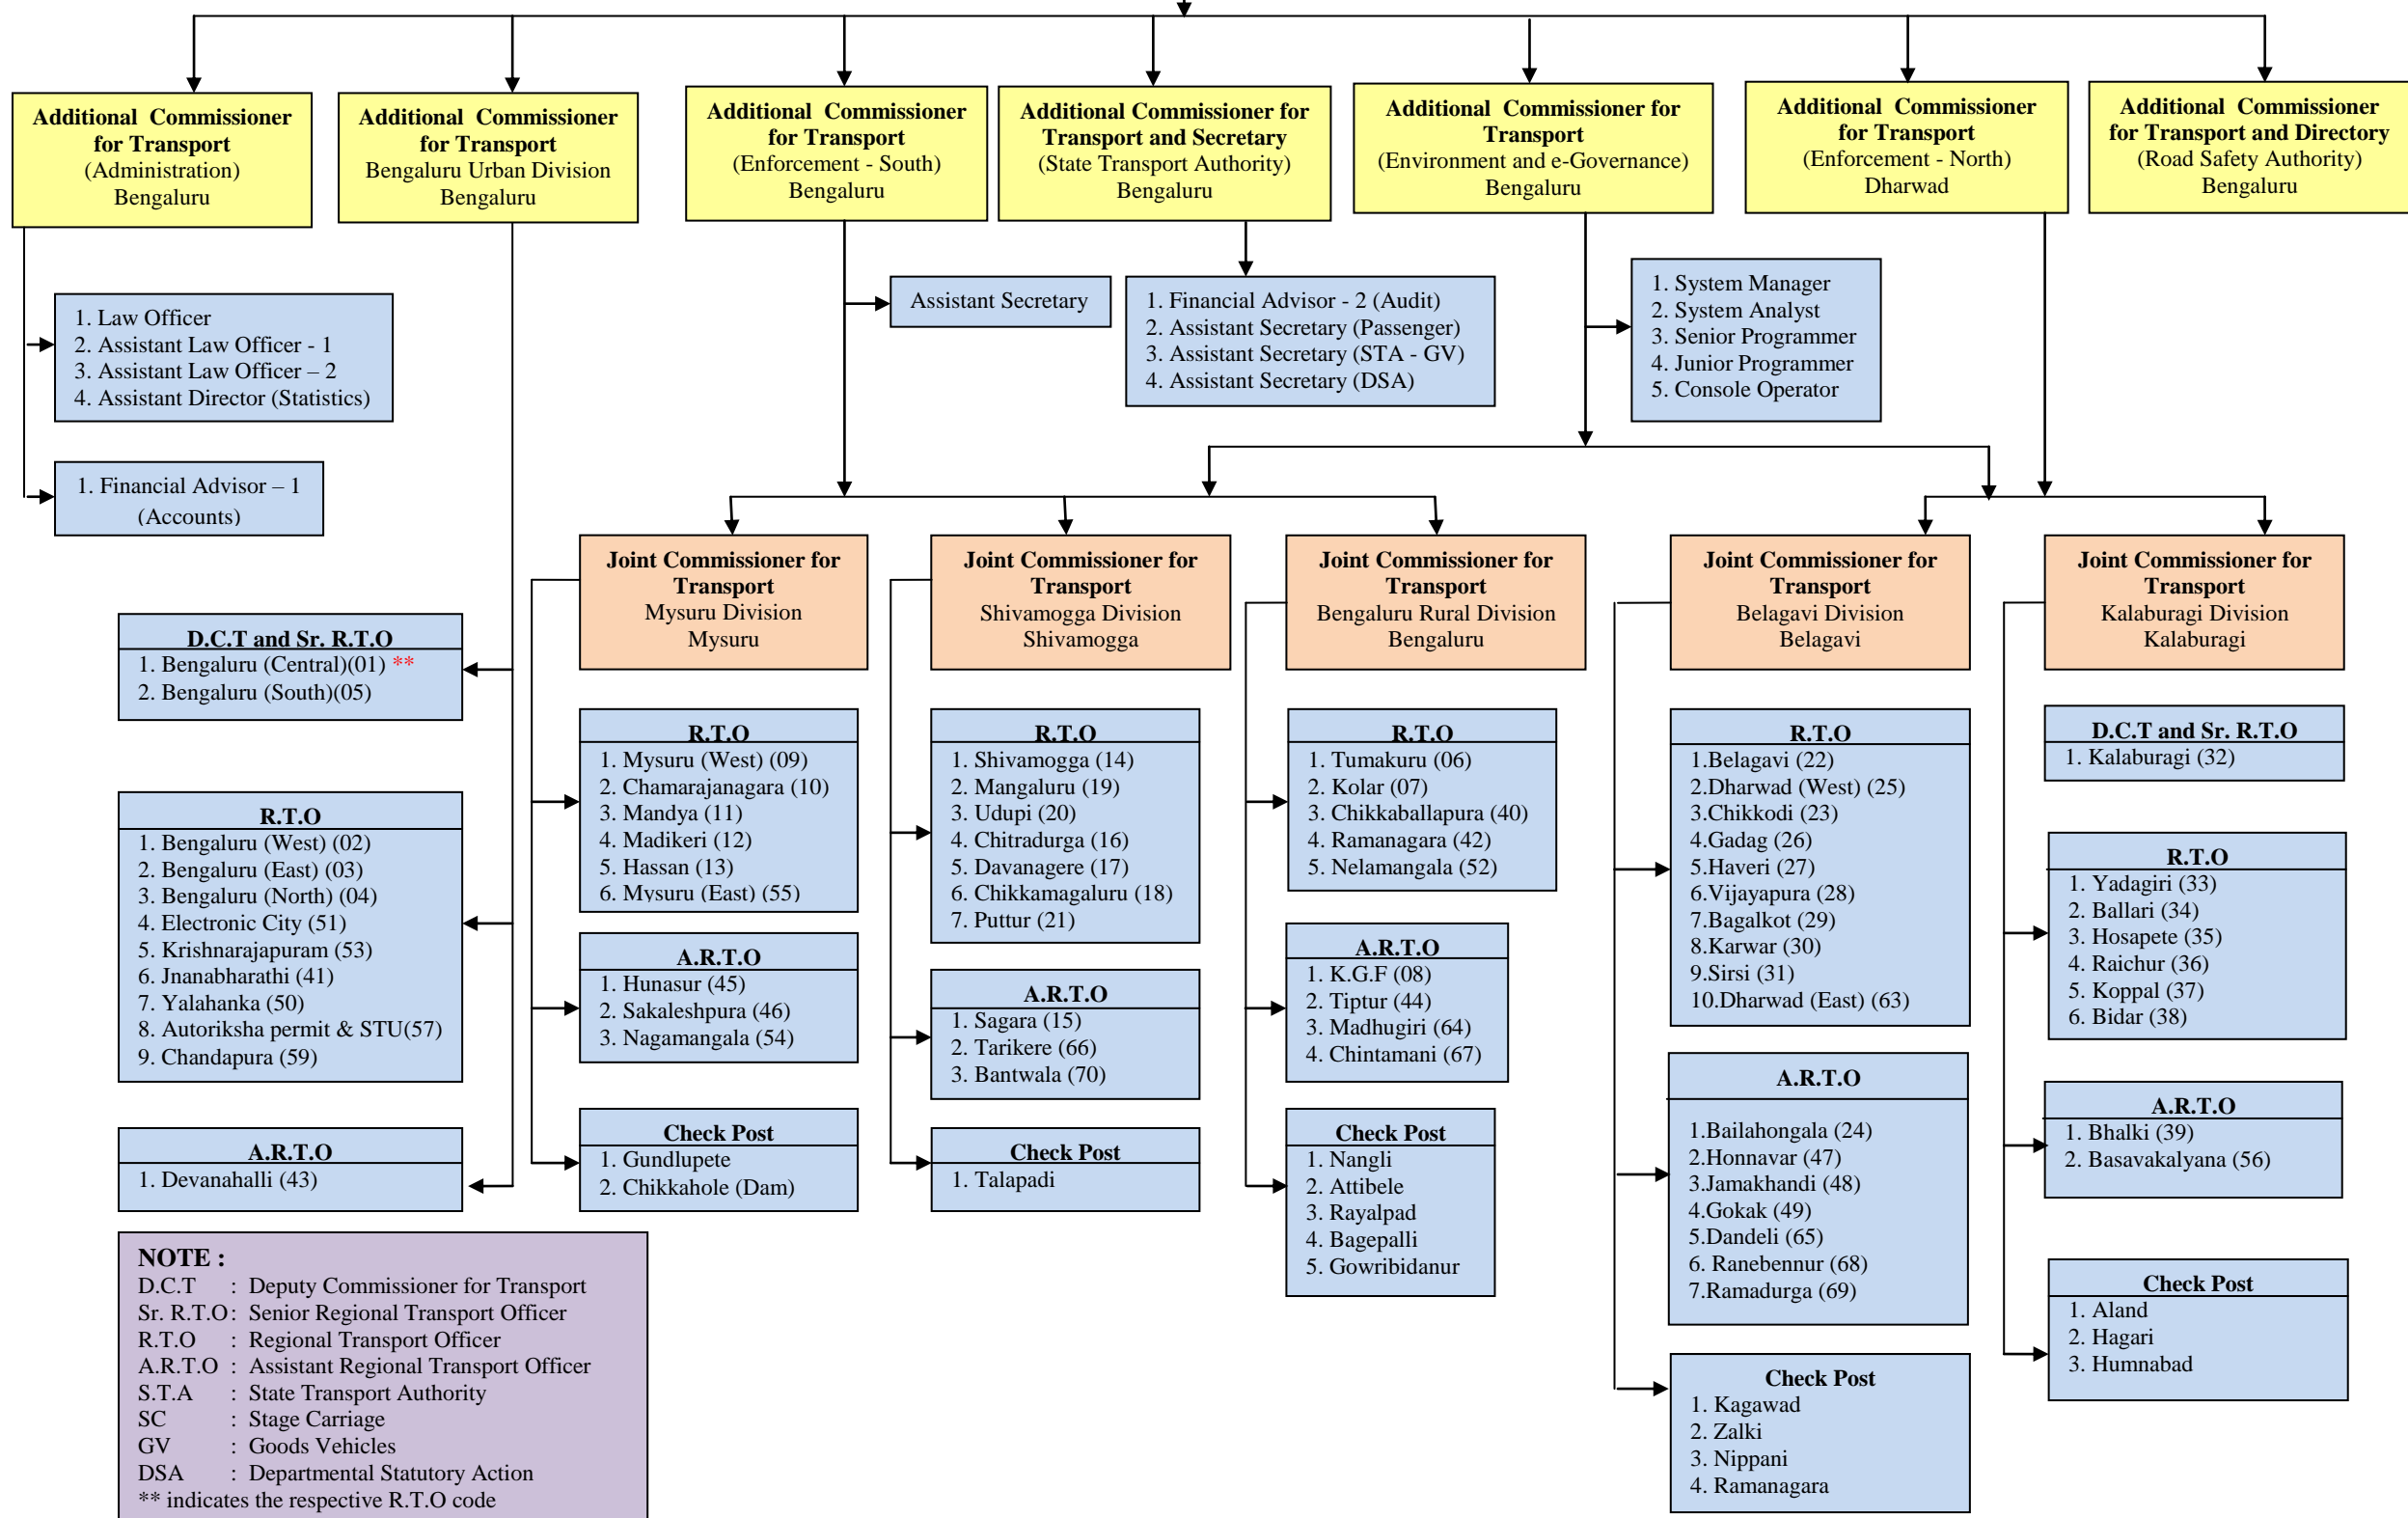 Additional Commissioner
for Transport
(Administration)
Bengaluru
Additional Commissioner
for Transport
Bengaluru Urban Division
Bengaluru
Additional Commissioner
for Transport
(Enforcement - South)
Bengaluru
Additional Commissioner for
Transport and Secretary
(State Transport Authority)
Bengaluru
Additional Commissioner for
Transport
(Environment and e-Governance)
Bengaluru
Additional Commissioner
for Transport
(Enforcement - North)
Dharwad
Additional Commissioner
for Transport and Directory
(Road Safety Authority)
Bengaluru
1. Law Officer
2. Assistant Law Officer - 1
3. Assistant Law Officer – 2
4. Assistant Director (Statistics)
1. Financial Advisor – 1
(Accounts)
Assistant Secretary
1. Financial Advisor - 2 (Audit)
2. Assistant Secretary (Passenger)
3. Assistant Secretary (STA - GV)
4. Assistant Secretary (DSA)
1. System Manager
2. System Analyst
3. Senior Programmer
4. Junior Programmer
5. Console Operator
D.C.T and Sr. R.T.O
1. Bengaluru (Central)(01) **
2. Bengaluru (South)(05)
R.T.O
1. Bengaluru (West) (02)
2. Bengaluru (East) (03)
3. Bengaluru (North) (04)
4. Electronic City (51)
5. Krishnarajapuram (53)
6. Jnanabharathi (41)
7. Yalahanka (50)
8. Autoriksha permit & STU(57)
9. Chandapura (59)
A.R.T.O
1. Devanahalli (43)
Joint Commissioner for
Transport
Mysuru Division
Mysuru
R.T.O
1. Mysuru (West) (09)
2. Chamarajanagara (10)
3. Mandya (11)
4. Madikeri (12)
5. Hassan (13)
6. Mysuru (East) (55)
A.R.T.O
1. Hunasur (45)
2. Sakaleshpura (46)
3. Nagamangala (54)
Check Post
1. Gundlupete
2. Chikkahole (Dam)
Joint Commissioner for
Transport
Shivamogga Division
Shivamogga
R.T.O
1. Shivamogga (14)
2. Mangaluru (19)
3. Udupi (20)
4. Chitradurga (16)
5. Davanagere (17)
6. Chikkamagaluru (18)
7. Puttur (21)
A.R.T.O
1. Sagara (15)
2. Tarikere (66)
3. Bantwala (70)
Check Post
1. Talapadi
Joint Commissioner for
Transport
Bengaluru Rural Division
Bengaluru
R.T.O
1. Tumakuru (06)
2. Kolar (07)
3. Chikkaballapura (40)
4. Ramanagara (42)
5. Nelamangala (52)
A.R.T.O
1. K.G.F (08)
2. Tiptur (44)
3. Madhugiri (64)
4. Chintamani (67)
Check Post
1. Nangli
2. Attibele
3. Rayalpad
4. Bagepalli
5. Gowribidanur
Joint Commissioner for
Transport
Belagavi Division
Belagavi
R.T.O
1.Belagavi (22)
2.Dharwad (West) (25)
3.Chikkodi (23)
4.Gadag (26)
5.Haveri (27)
6.Vijayapura (28)
7.Bagalkot (29)
8.Karwar (30)
9.Sirsi (31)
10.Dharwad (East) (63)
A.R.T.O
1.Bailahongala (24)
2.Honnavar (47)
3.Jamakhandi (48)
4.Gokak (49)
5.Dandeli (65)
6. Ranebennur (68)
7.Ramadurga (69)
Check Post
1. Kagawad
2. Zalki
3. Nippani
4. Ramanagara
Joint Commissioner for
Transport
Kalaburagi Division
Kalaburagi
D.C.T and Sr. R.T.O
1. Kalaburagi (32)
R.T.O
1. Yadagiri (33)
2. Ballari (34)
3. Hosapete (35)
4. Raichur (36)
5. Koppal (37)
6. Bidar (38)
A.R.T.O
1. Bhalki (39)
2. Basavakalyana (56)
Check Post
1. Aland
2. Hagari
3. Humnabad
NOTE :
D.C.T : Deputy Commissioner for Transport
Sr. R.T.O: Senior Regional Transport Officer
R.T.O : Regional Transport Officer
A.R.T.O : Assistant Regional Transport Officer
S.T.A : State Transport Authority
SC : Stage Carriage
GV : Goods Vehicles
DSA : Departmental Statutory Action
** indicates the respective R.T.O code